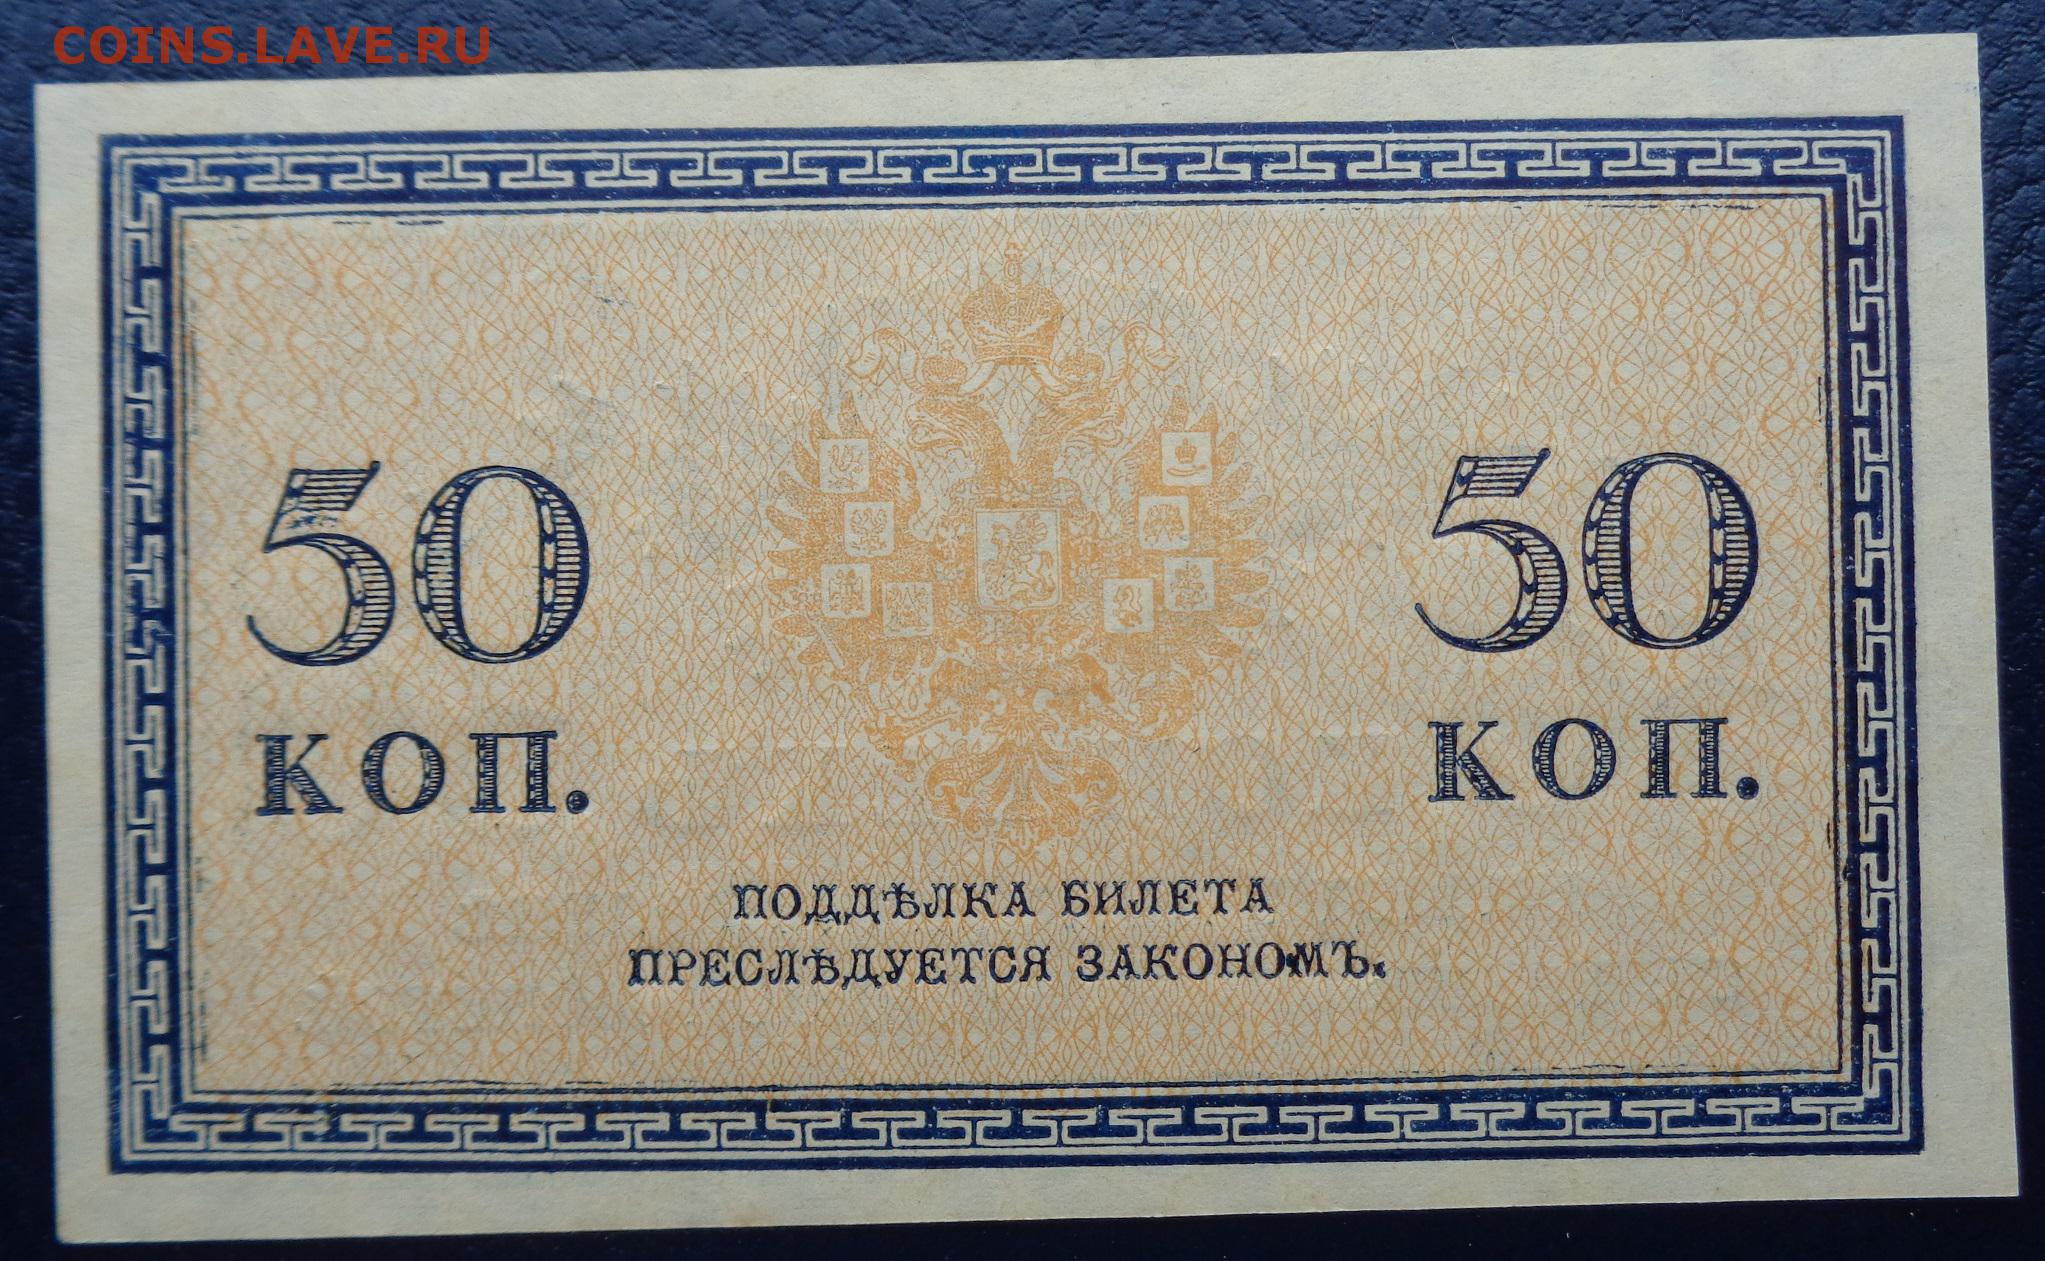 COINS.LAVE.RU
50 50
КОП. КОП.
ПОДДѢЛКА БИЛЕТА
ПРЕСЛѢДУЕТСЯ ЗАКОНОМЪ.